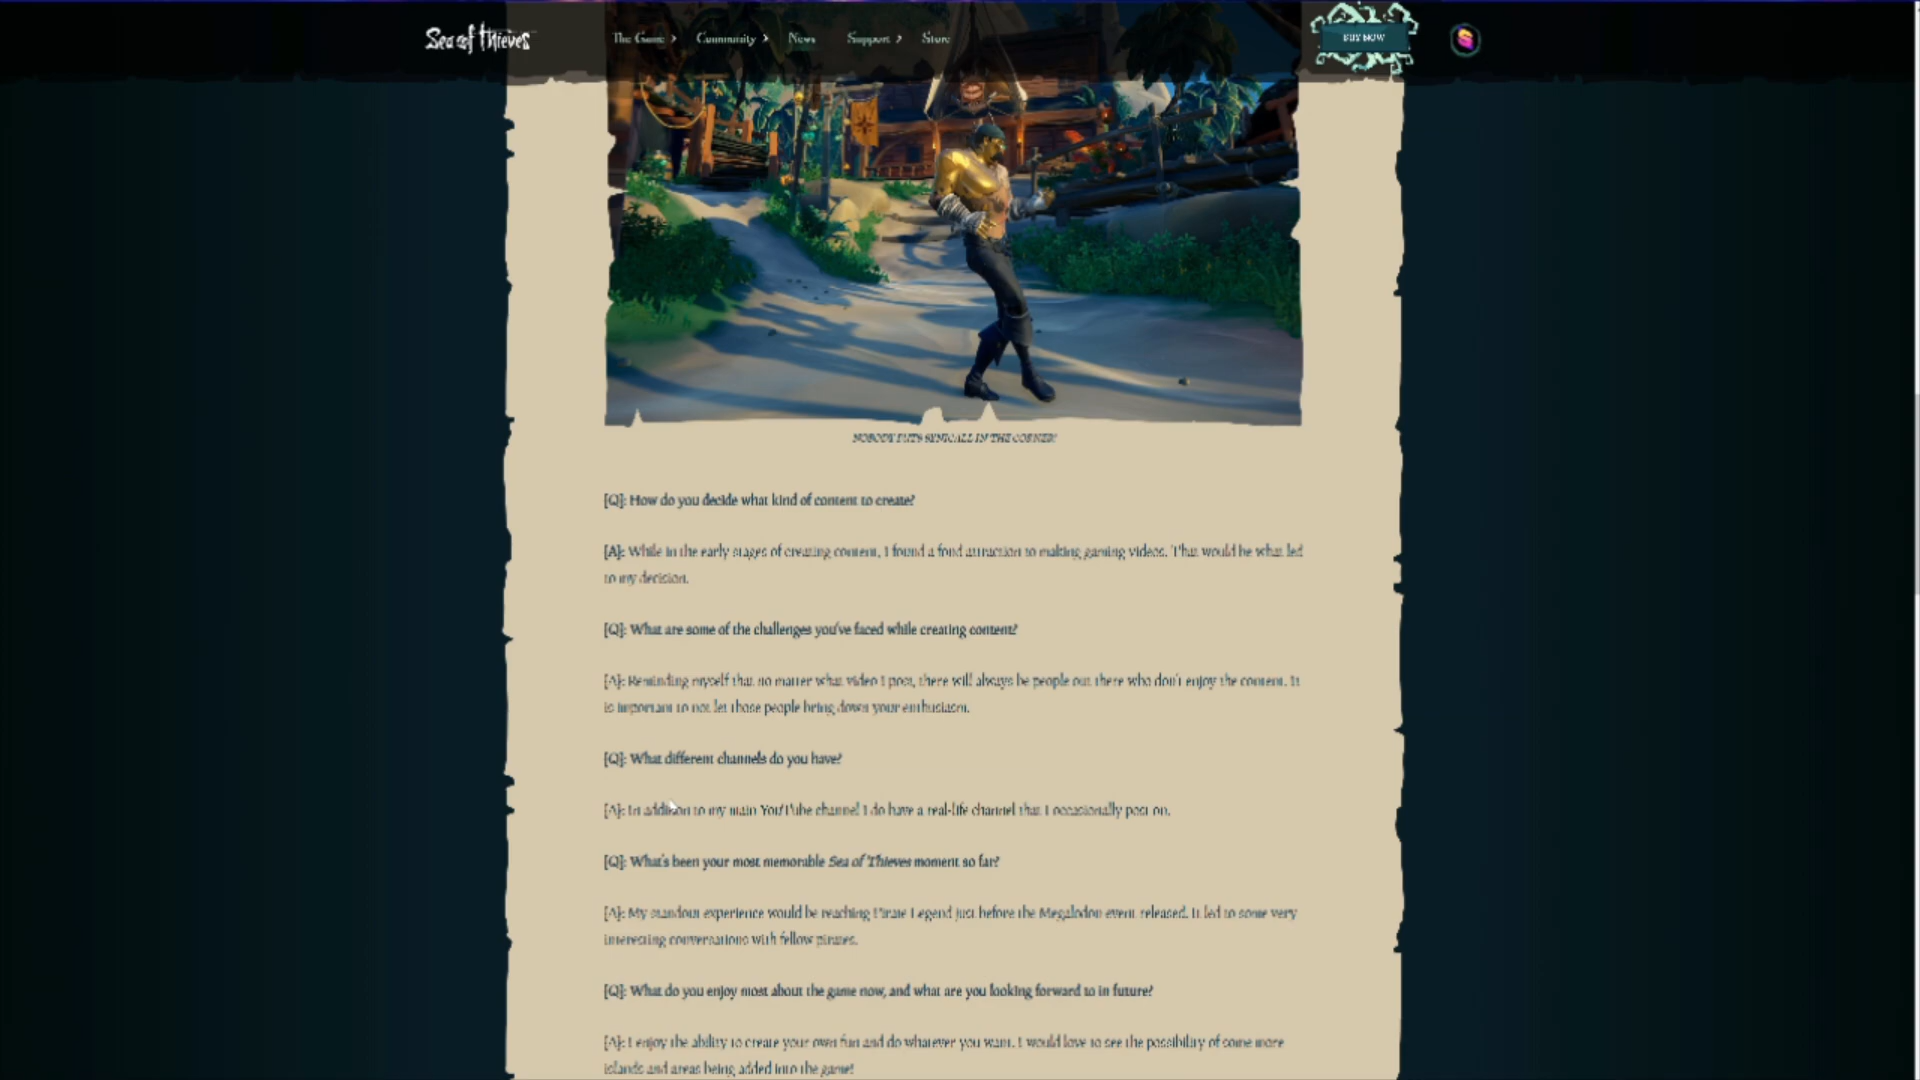 Sea of Thieves
The Game Community News Support Store
BUY NOW
NOBODY PUTS SENICALL IN THE CORNER!
[Q]: How do you decide what kind of content to create?
[A]: While in the early stages of creating content, I found a fond attraction to making gaming videos. That would be what led
to my decision.
[Q]: What are some of the challenges you've faced while creating content?
[A]: Reminding myself that no matter what video I post, there will always be people out there who don't enjoy the content. It
is important to not let those people bring down your enthusiasm.
[Q]: What different channels do you have?
[A]: In addition to my main YouTube channel I do have a real-life channel that I occasionally post on.
[Q]: What's been your most memorable Sea of Thieves moment so far?
[A]: My standout experience would be reaching Pirate Legend just before the Megalodon event released. It led to some very
interesting conversations with fellow pirates.
[Q]: What do you enjoy most about the game now, and what are you looking forward to in future?
[A]: I enjoy the ability to create your own fun and do whatever you want. I would love to see the possibility of some more
islands and areas being added into the game!